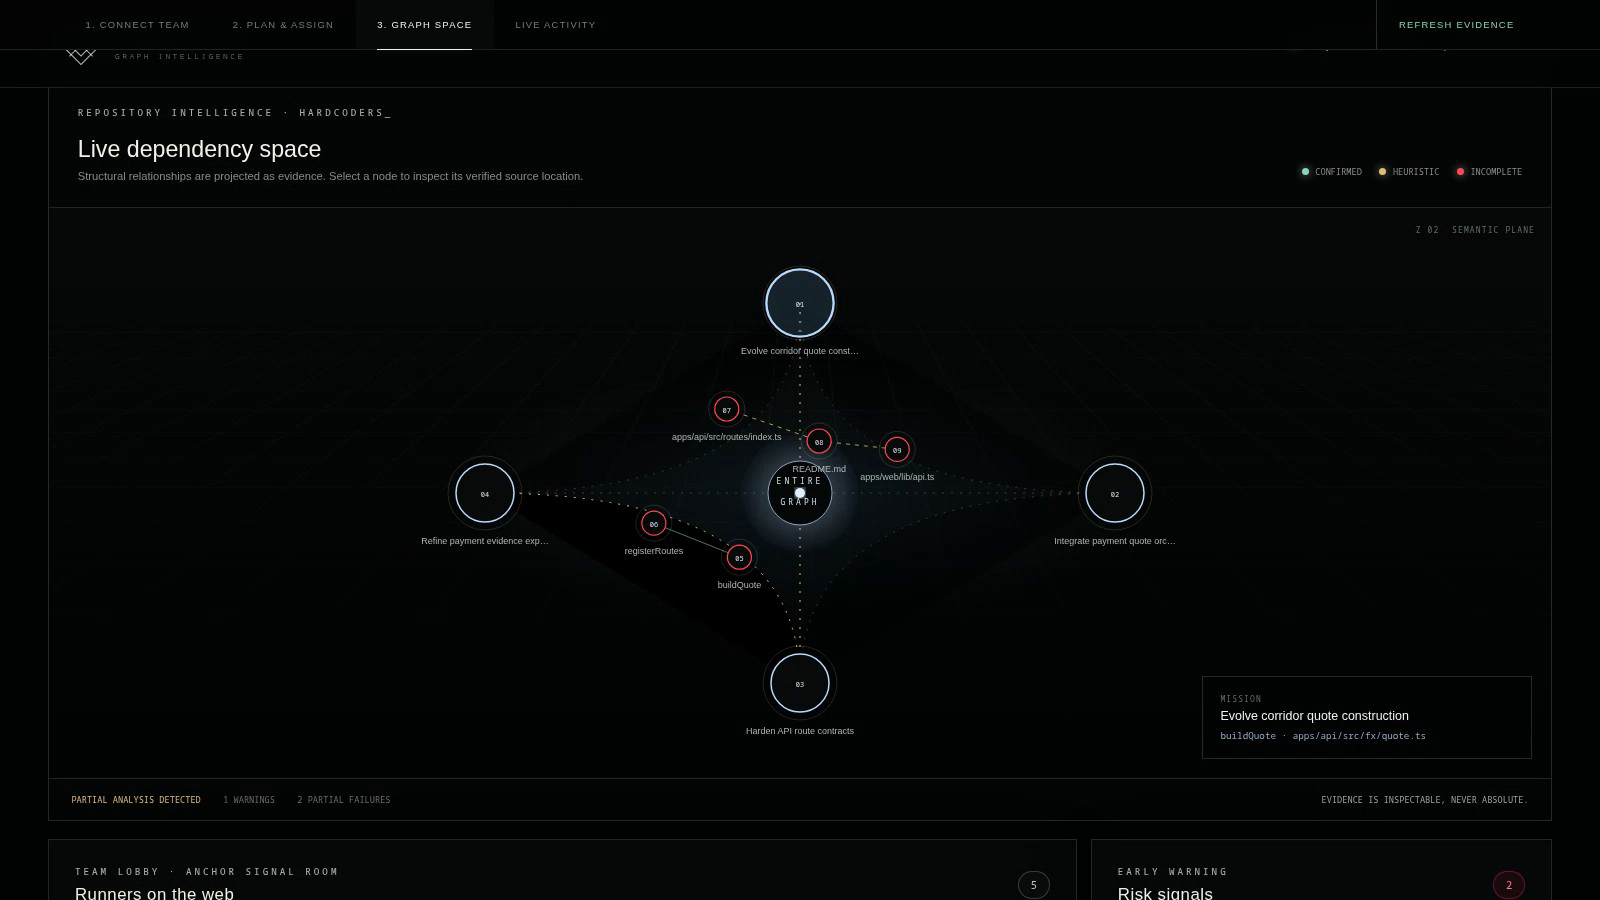 1. CONNECT TEAM
2. PLAN & ASSIGN
3. GRAPH SPACE
LIVE ACTIVITY
REFRESH EVIDENCE
GRAPH INTELLIGENCE
REPOSITORY INTELLIGENCE · HARDCODERS_
Live dependency space
Structural relationships are projected as evidence. Select a node to inspect its verified source location.
CONFIRMED
HEURISTIC
INCOMPLETE
Z 02 SEMANTIC PLANE
01
Evolve corridor quote const…
07
apps/api/src/routes/index.ts
08
README.md
09
apps/web/lib/api.ts
ENTIRE
GRAPH
04
Refine payment evidence exp…
02
Integrate payment quote orc…
06
registerRoutes
05
buildQuote
03
Harden API route contracts
MISSION
Evolve corridor quote construction
buildQuote · apps/api/src/fx/quote.ts
PARTIAL ANALYSIS DETECTED
1 WARNINGS
2 PARTIAL FAILURES
EVIDENCE IS INSPECTABLE, NEVER ABSOLUTE.
TEAM LOBBY · ANCHOR SIGNAL ROOM
Runners on the web
5
EARLY WARNING
Risk signals
2